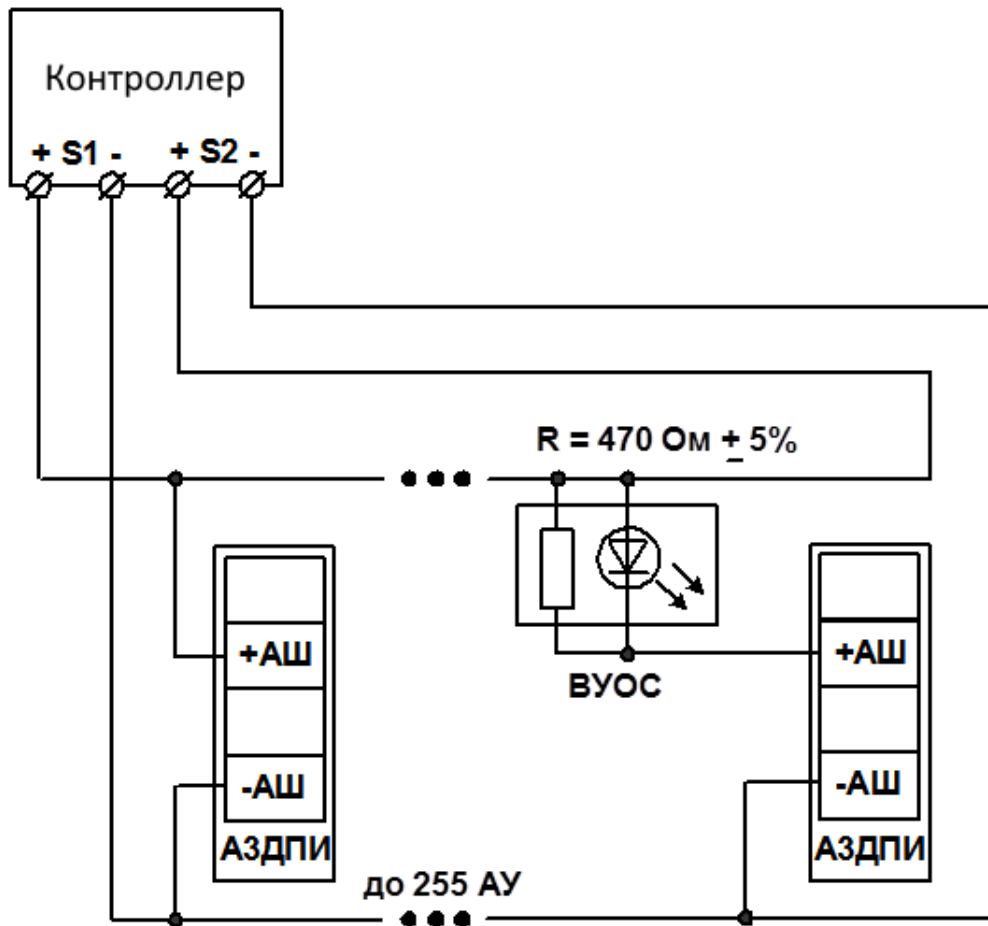 Контроллер
+ S1 - + S2 -
R = 470 Ом ± 5%
+АШ
+АШ
ВУОС
-АШ
-АШ
АЗДПИ
АЗДПИ
до 255 АУ